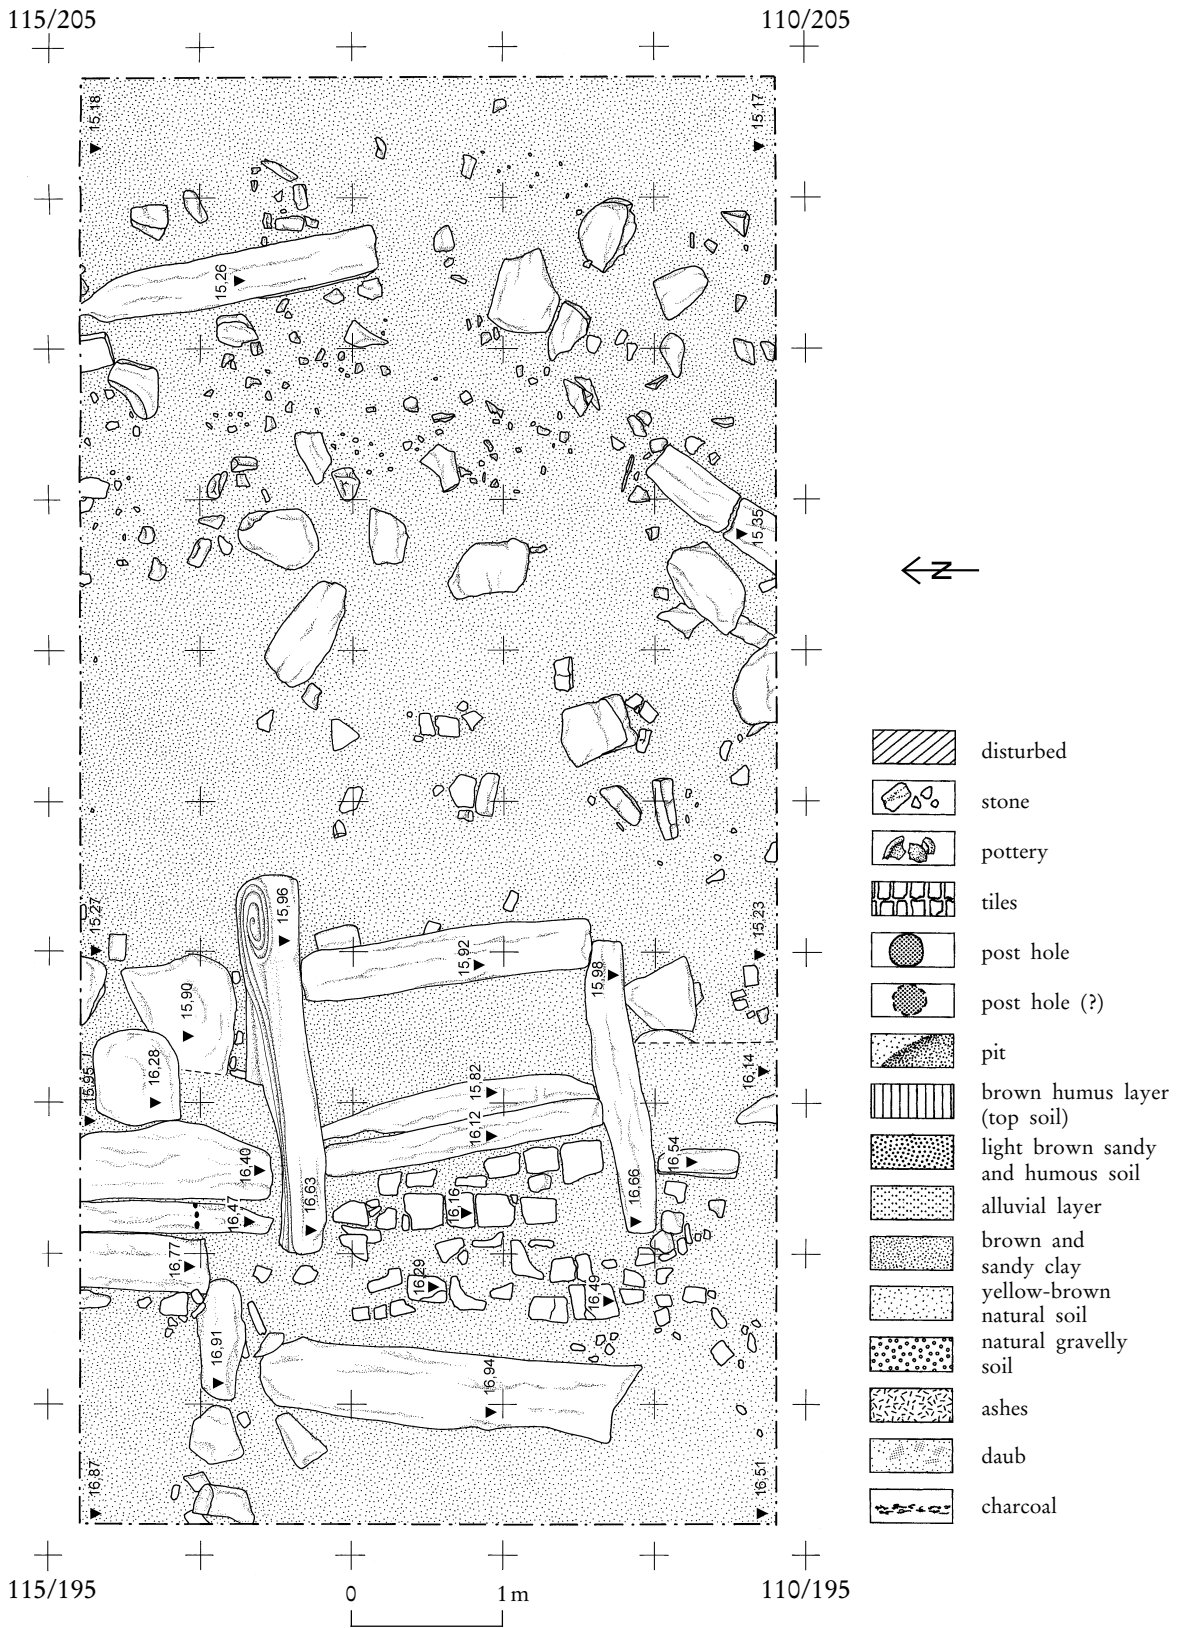 115/205
110/205
15,18
15,17
15,26
15,35
N
disturbed
stone
pottery
tiles
post hole
post hole (?)
pit
brown humus layer
(top soil)
light brown sandy
and humous soil
alluvial layer
brown and
sandy clay
yellow-brown
natural soil
natural gravelly
soil
ashes
daub
charcoal
15,27
15,96
15,92
15,98
15,23
15,90
15,95
16,28
15,82
16,12
16,14
16,40
16,54
16,47
16,63
16,16
16,66
16,77
16,29
16,49
16,91
16,94
16,87
16,51
115/195
0
1 m
110/195